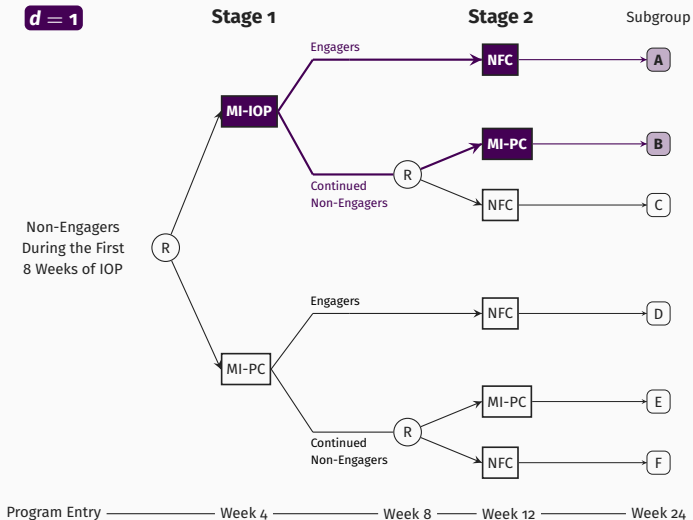 d = 1
Stage 1
Stage 2
Subgroup
Engagers
NFC
A
MI-IOP
MI-PC
B
R
Continued
Non-Engagers
NFC
C
Non-Engagers
During the First
8 Weeks of IOP
R
Engagers
NFC
D
MI-PC
MI-PC
E
R
Continued
Non-Engagers
NFC
F
Program Entry
Week 4
Week 8
Week 12
Week 24